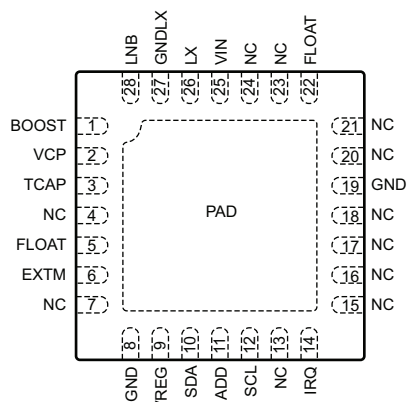 LNB
GNDLX
LX
VIN
NC
NC
FLOAT
28
27
26
25
24
23
22
BOOST 1
VCP 2
TCAP 3
NC 4
FLOAT 5
EXTM 6
NC 7
PAD
21 NC
20 NC
19 GND
18 NC
17 NC
16 NC
15 NC
8
9
10
11
12
13
14
GND
SDA
ADD
SCL
NC
IRQ